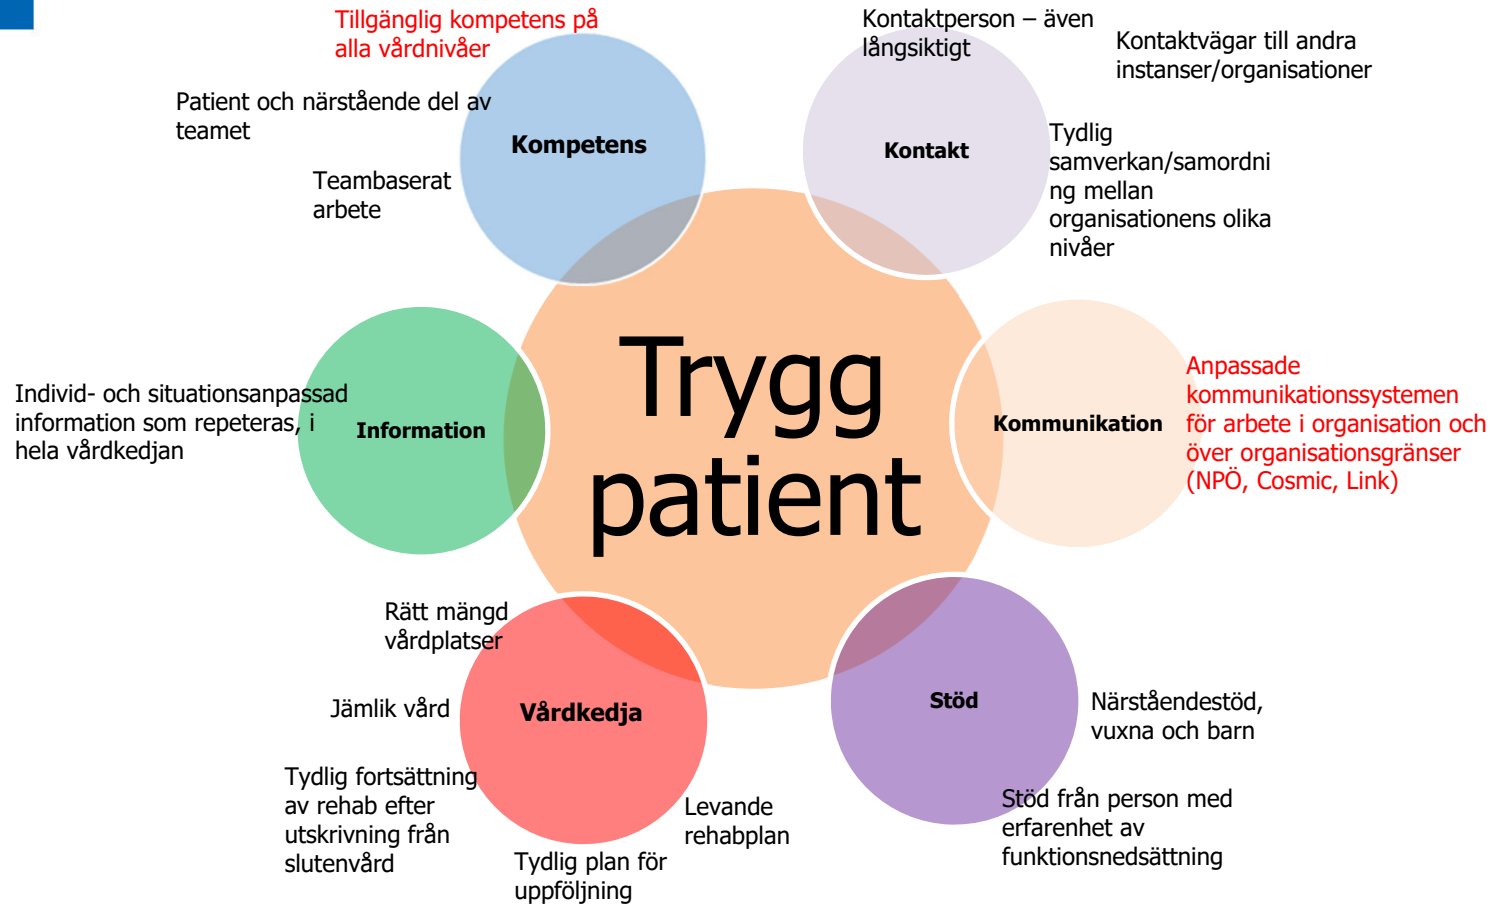 Tillgänglig kompetens på
alla vårdnivåer
Patient och närstående del av
teamet
Teambaserat
arbete
Kompetens
Kontaktperson – även
långsiktigt
Kontaktvägar till andra
instanser/organisationer
Kontakt
Tydlig
samverkan/samordni
ng mellan
organisationens olika
nivåer
Trygg
patient
Individ- och situationsanpassad
information som repeteras, i
hela vårdkedjan
Information
Kommunikation
Anpassade
kommunikationssystemen
för arbete i organisation och
över organisationsgränser
(NPÖ, Cosmic, Link)
Rätt mängd
vårdplatser
Jämlik vård
Vårdkedja
Tydlig fortsättning
av rehab efter
utskrivning från
slutenvård
Tydlig plan för
uppföljning
Levande
rehabplan
Stöd
Närståendestöd,
vuxna och barn
Stöd från person med
erfarenhet av
funktionsnedsättning